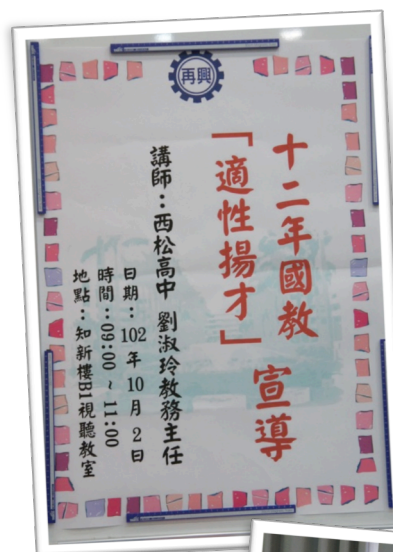 再興
十二年國教
「適性揚才」宣導
講師：西松高中 劉淑玲教務主任
日期：102年10月2日
時間：09:00~11:00
地點：知新樓B1視聽教室